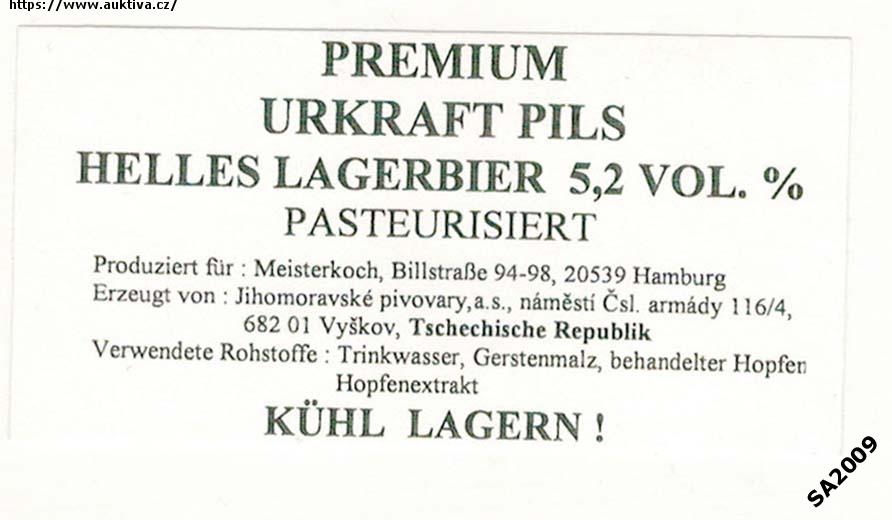 https://www.auktiva.cz/
PREMIUM
URKRAFT PILS
HELLES LAGERBIER 5,2 VOL. %
PASTEURISIERT
Produziert für : Meisterkoch, Billstraße 94-98, 20539 Hamburg
Erzeugt von : Jihomoravské pivovary,a.s., náměstí Čsl. armády 116/4,
682 01 Vyškov, Tschechische Republik
Verwendete Rohstoffe : Trinkwasser, Gerstenmalz, behandelter Hopfen
Hopfenextrakt
KÜHL LAGERN !
SA2009